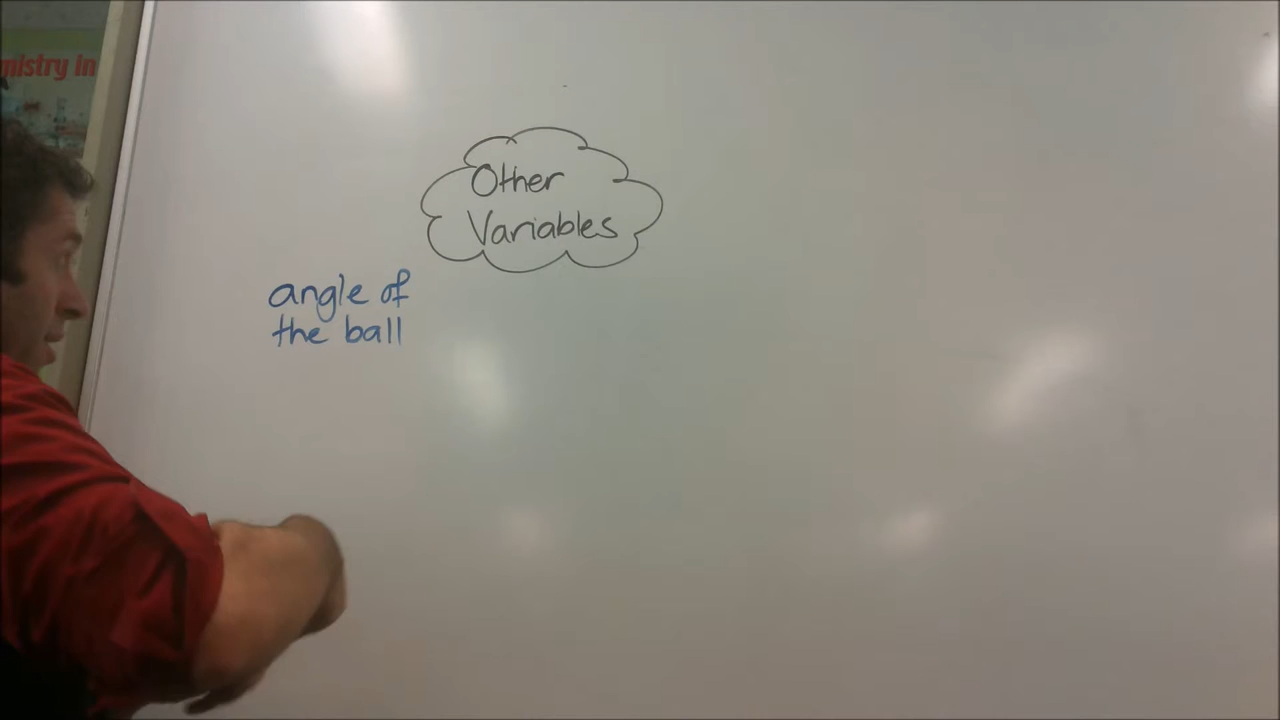 mistry in
Other
Variables
angle of
the ball